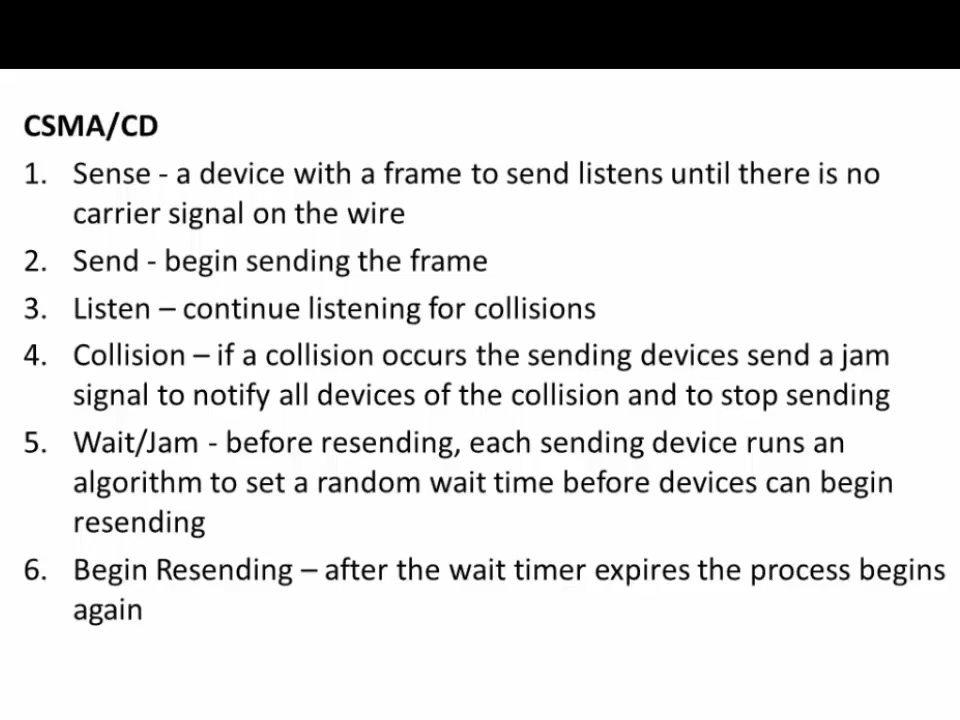 CSMA/CD
1. Sense - a device with a frame to send listens until there is no
carrier signal on the wire
2. Send - begin sending the frame
3. Listen – continue listening for collisions
4. Collision – if a collision occurs the sending devices send a jam
signal to notify all devices of the collision and to stop sending
5. Wait/Jam - before resending, each sending device runs an
algorithm to set a random wait time before devices can begin
resending
6. Begin Resending – after the wait timer expires the process begins
again